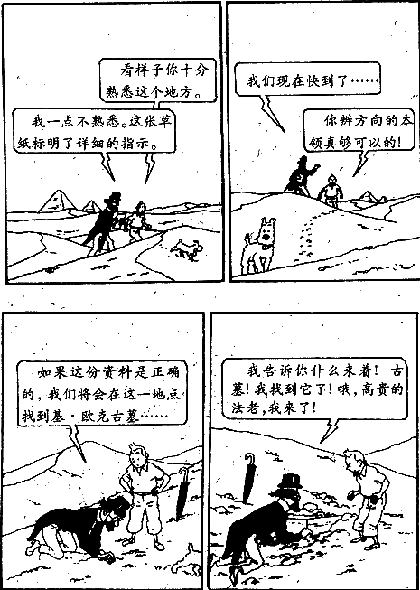 看样子你十分
熟悉这个地方。
我一点不熟悉。这张草
纸标明了详细的指示。
我们现在快到了……
你辨方向的本
领真够可以的!
如果这份资料是正确
的,我们将会在这一地点
找到基·欧克古墓……
我告诉你什么来着!古
墓!我找到它了!哦,高贵的
法老,我来了!